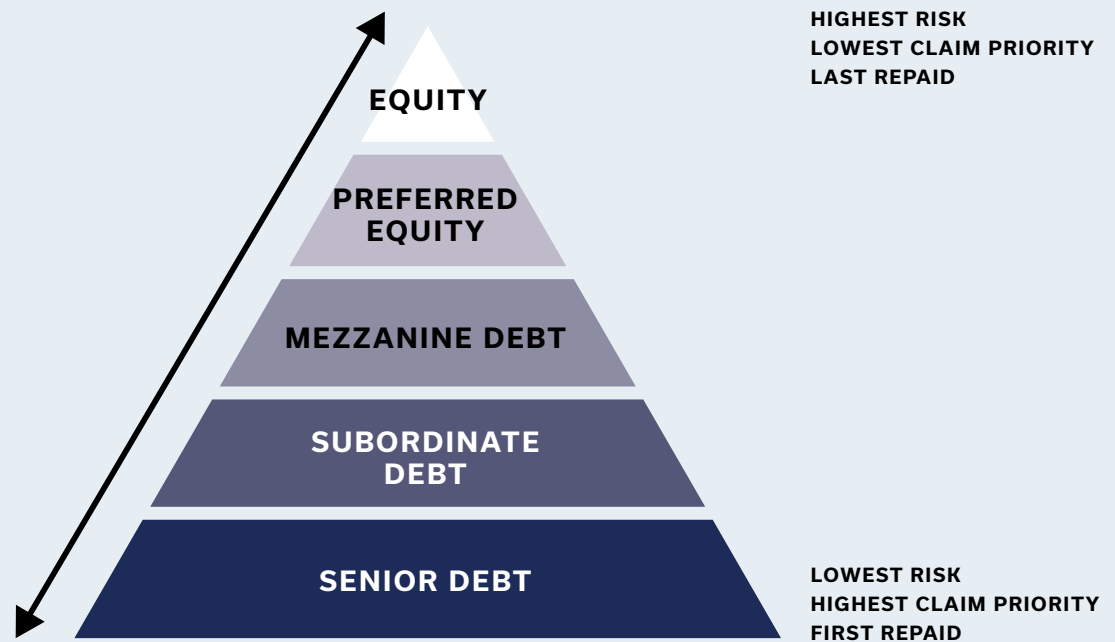 HIGHEST RISK
LOWEST CLAIM PRIORITY
LAST REPAID
EQUITY
PREFERRED
EQUITY
MEZZANINE DEBT
SUBORDINATE
DEBT
SENIOR DEBT
LOWEST RISK
HIGHEST CLAIM PRIORITY
FIRST REPAID